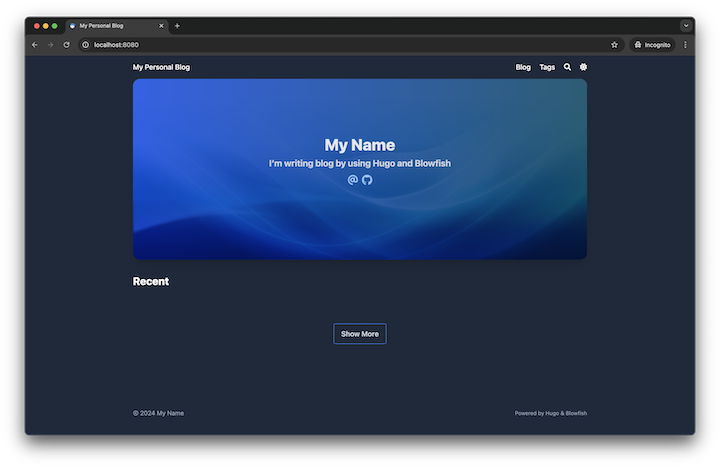 My Personal Blog
localhost:8080
Incognito
My Personal Blog
Blog Tags
My Name
I'm writing blog by using Hugo and Blowfish
Recent
Show More
© 2024 My Name
Powered by Hugo & Blowfish